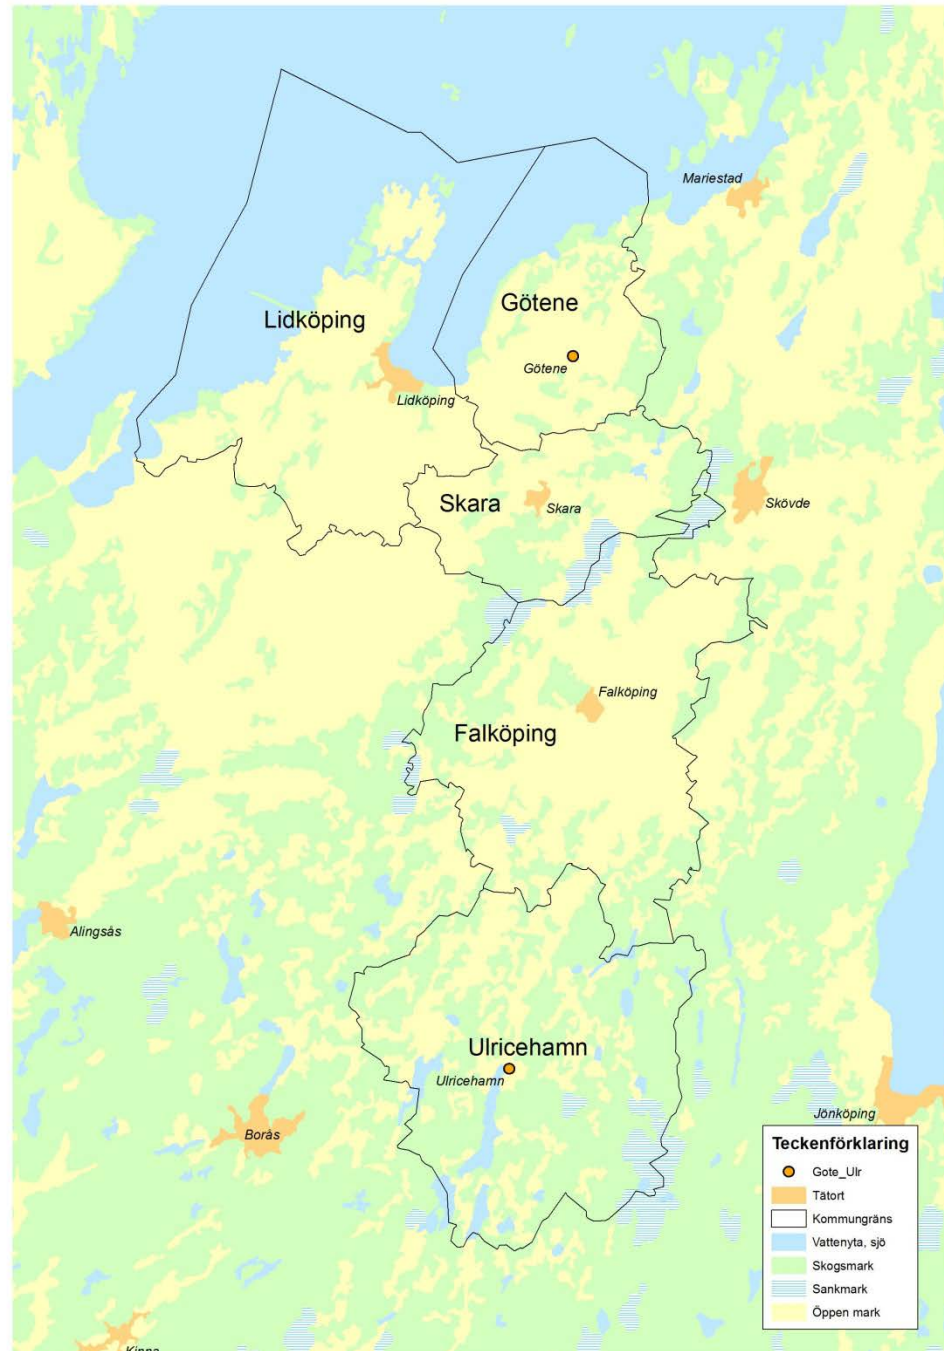 Mariestad
Götene
Lidköping
Götene
Lidköping
Skara
Skara
Skövde
Falköping
Falköping
Alingsås
Ulricehamn
Ulricehamn
Borås
Jönköping
Teckenförklaring
Gote_Ulr
Tätort
Kommungräns
Vattenyta, sjö
Skogsmark
Sankmark
Öppen mark
Kinna